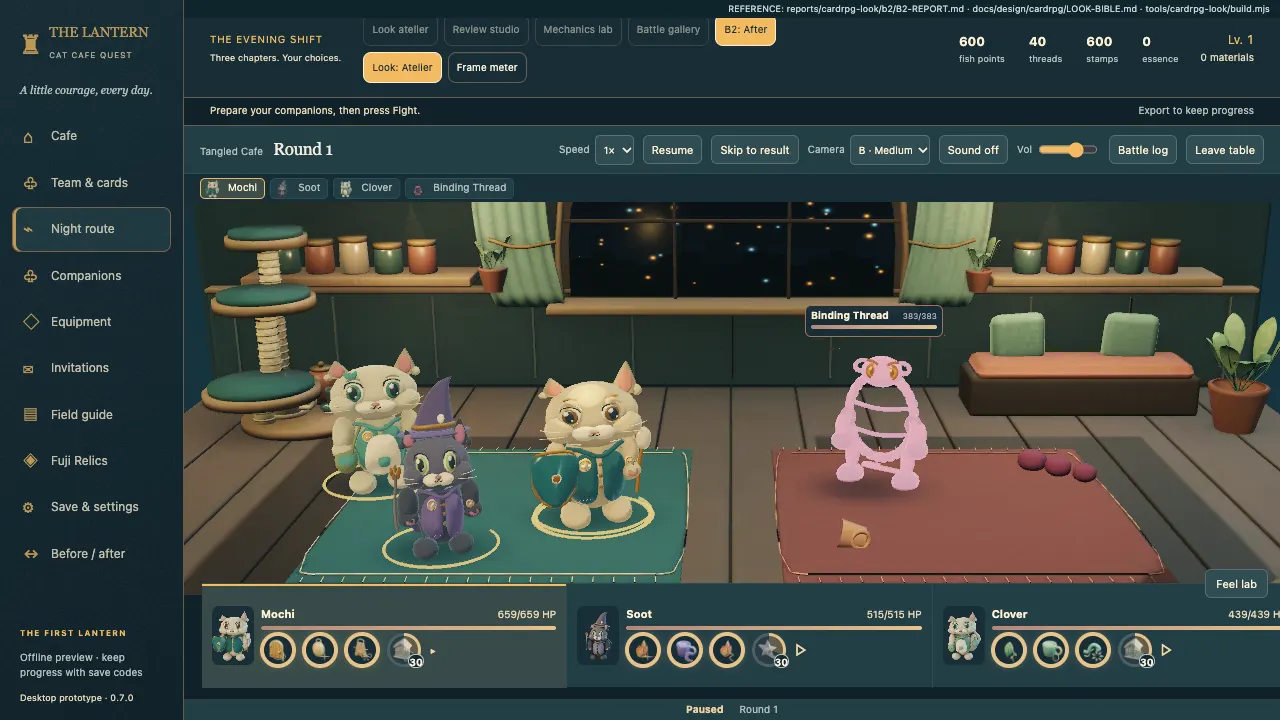 REFERENCE: reports/cardrpg-look/b2/B2-REPORT.md · docs/design/cardrpg/LOOK-BIBLE.md · tools/cardrpg-look/build.mjs
THE LANTERN
CAT CAFE QUEST
A little courage, every day.
Cafe
Team & cards
Night route
Companions
Equipment
Invitations
Field guide
Fuji Relics
Save & settings
Before / after
THE FIRST LANTERN
Offline preview · keep
progress with save codes
Desktop prototype · 0.7.0
THE EVENING SHIFT
Three chapters. Your choices.
Look atelier
Review studio
Mechanics lab
Battle gallery
B2: After
Look: Atelier
Frame meter
600 fish points
40 threads
600 stamps
0 essence
Lv. 1
0 materials
Prepare your companions, then press Fight.
Export to keep progress
Tangled Cafe Round 1
Speed 1x Resume Skip to result Camera B · Medium Sound off Vol Battle log Leave table
Mochi Soot Clover Binding Thread
Binding Thread 383/383
Feel lab
Mochi 659/659 HP
30
Soot 515/515 HP
30
Clover 439/439 H
30
Paused Round 1